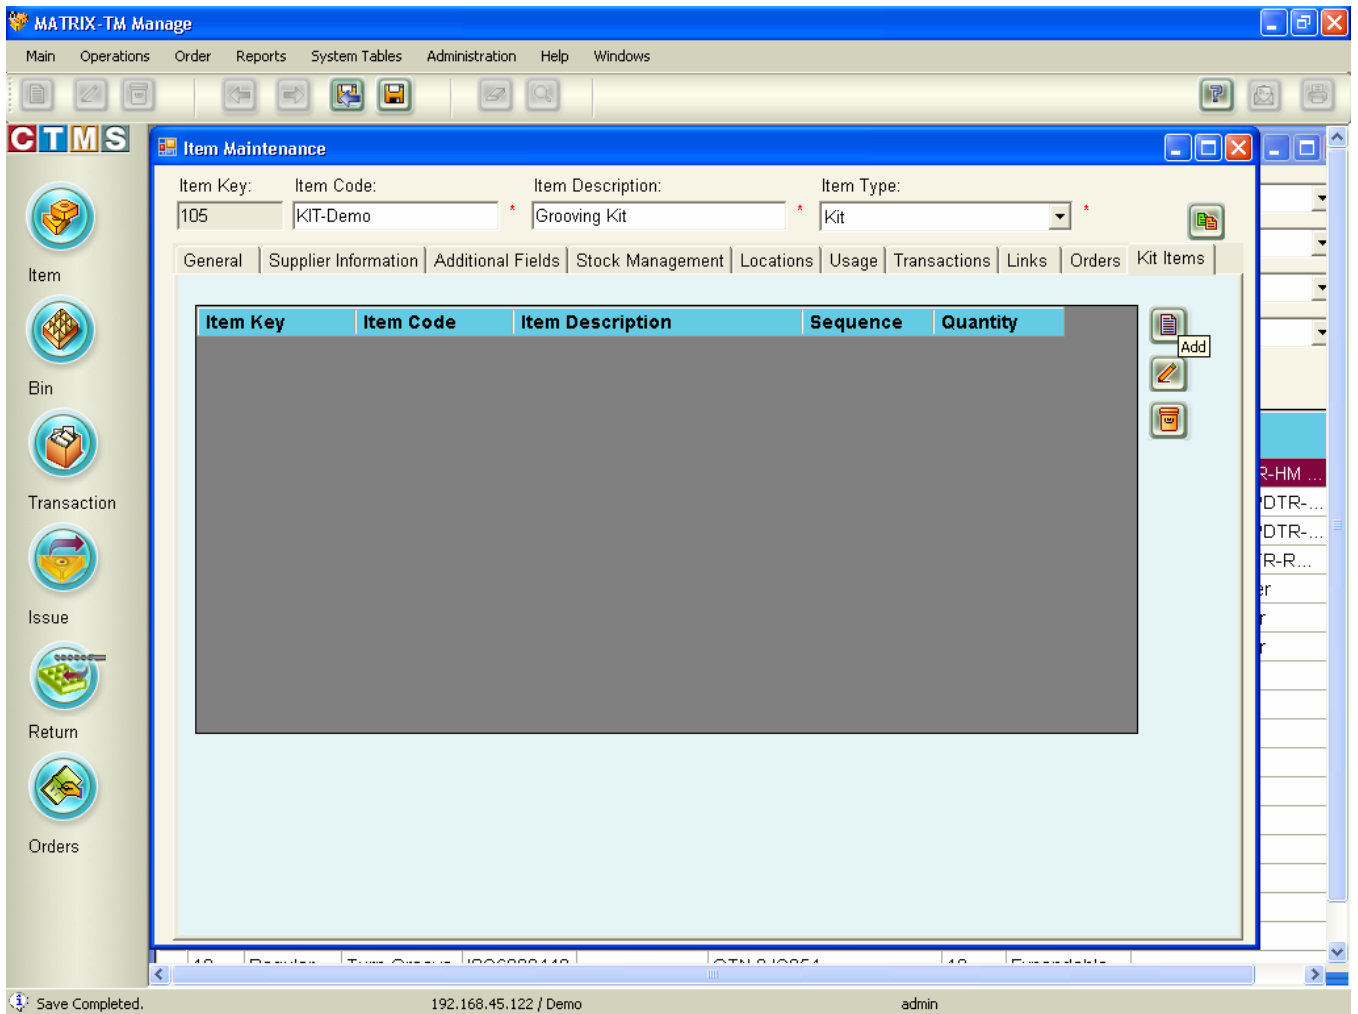 MATRIX-TM Manage
Main Operations Order Reports System Tables Administration Help Windows
CTMS
Item Maintenance
Item Key: Item Code: Item Description: Item Type:
105 KIT-Demo * Grooving Kit * Kit *
General Supplier Information Additional Fields Stock Management Locations Usage Transactions Links Orders Kit Items
Item Key Item Code Item Description Sequence Quantity
Add
Item
Bin
Transaction
Issue
Return
Orders
R-HM ...
PDTR-...
PDTR-...
R-R...
er
r
r
Save Completed. 192.168.45.122 / Demo admin